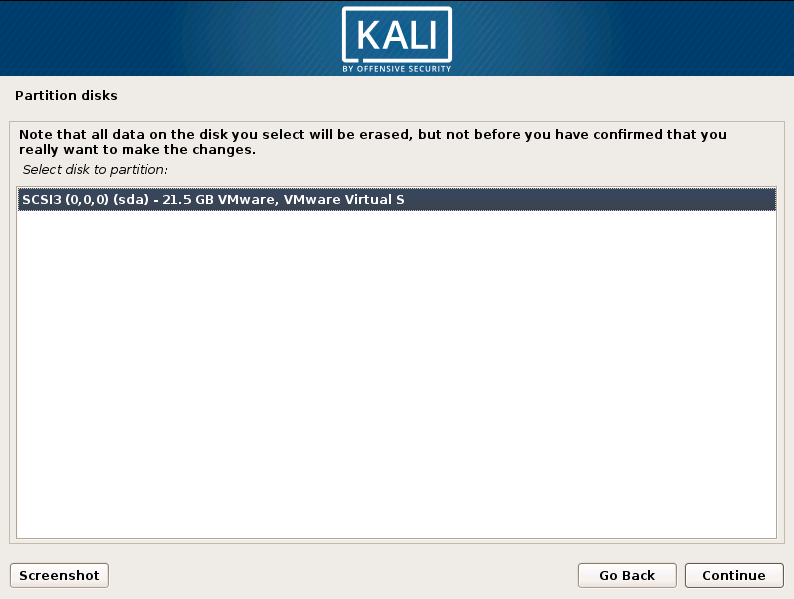 KALI
BY OFFENSIVE SECURITY
Partition disks
Note that all data on the disk you select will be erased, but not before you have confirmed that you
really want to make the changes.
Select disk to partition:
SCSI3 (0,0,0) (sda) - 21.5 GB VMware, VMware Virtual S
Screenshot
Go Back
Continue